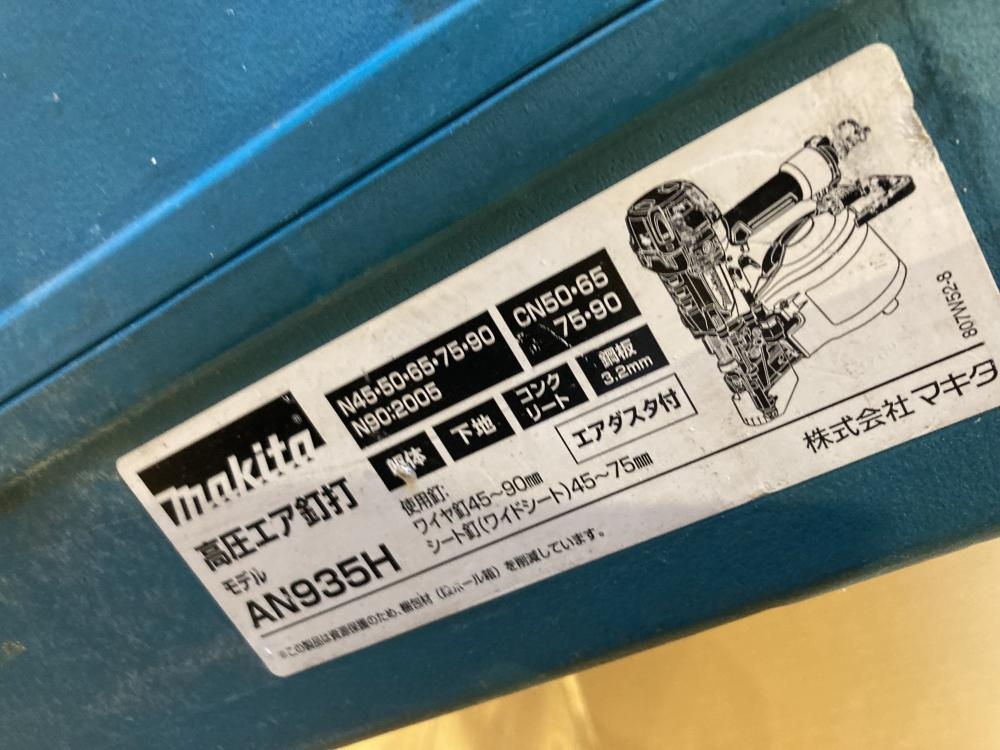 makita
高圧エア釘打
モデル
AN935H
N45・50・65・75・90
N90:2005
CN50・65
75・90
躯体
下地
コンク
リート
鋼板
3.2mm
エアダスタ付
使用釘:
ワイヤ釘45〜90㎜
シート釘(ワイドシート)45〜75㎜
※この製品は資源保護のため、梱包材(段ボール箱)を削減しています。
807W52-8
株式会社マキタ